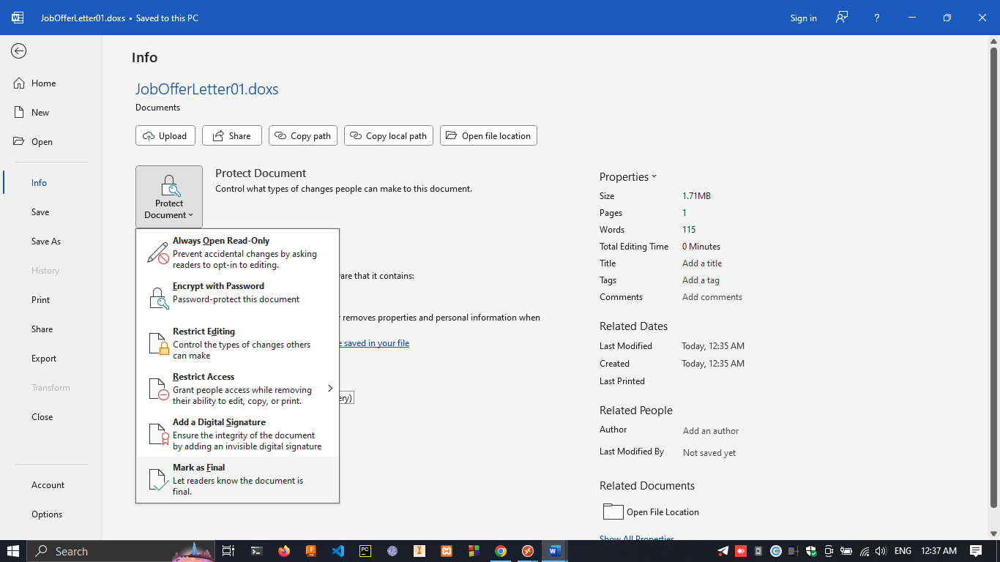 JobOfferLetter01.doxs • Saved to this PC
Sign in
?
Info
Home
New
Open
Info
Save
Save As
History
Print
Share
Export
Transform
Close
Account
Options
JobOfferLetter01.doxs
Documents
Upload
Share
Copy path
Copy local path
Open file location
Protect
Document
Protect Document
Control what types of changes people can make to this document.
Always Open Read-Only
Prevent accidental changes by asking
readers to opt-in to editing.
Encrypt with Password
Password-protect this document
Restrict Editing
Control the types of changes others
can make
Restrict Access
Grant people access while removing
their ability to edit, copy, or print.
Add a Digital Signature
Ensure the integrity of the document
by adding an invisible digital signature
Mark as Final
Let readers know the document is
final.
that it contains:
removes properties and personal information when
saved in your file
Properties
Size 1.71MB
Pages 1
Words 115
Total Editing Time 0 Minutes
Title Add a title
Tags Add a tag
Comments Add comments
Related Dates
Last Modified Today, 12:35 AM
Created Today, 12:35 AM
Last Printed
Related People
Author Add an author
Last Modified By Not saved yet
Related Documents
Open File Location
Show All Properties
Search
ENG
12:37 AM